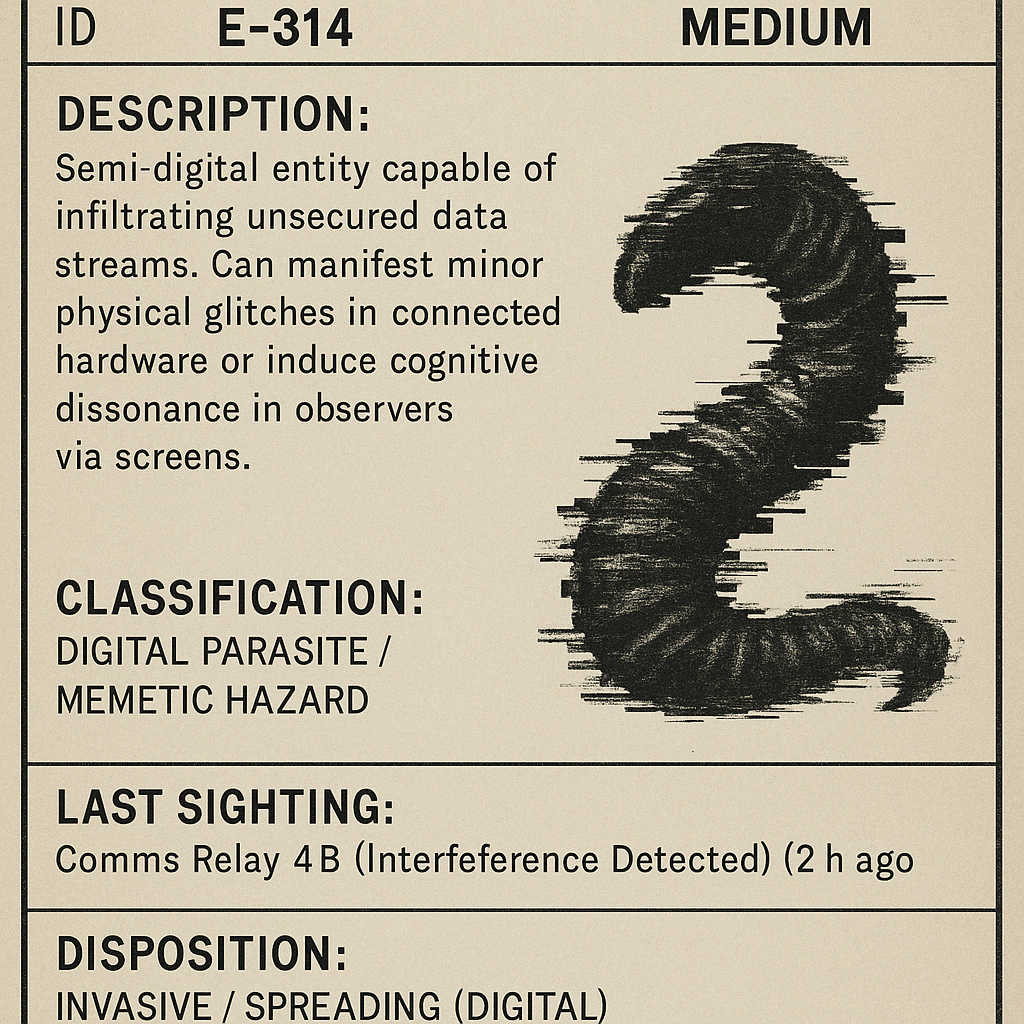 ID E-314 MEDIUM
DESCRIPTION:
Semi-digital entity capable of
infiltrating unsecured data
streams. Can manifest minor
physical glitches in connected
hardware or induce cognitive
dissonance in observers
via screens.
CLASSIFICATION:
DIGITAL PARASITE /
MEMETIC HAZARD
LAST SIGHTING:
Comms Relay 4B (Interfeference Detected) (2 h ago
DISPOSITION:
INVASIVE / SPREADING (DIGITAL)